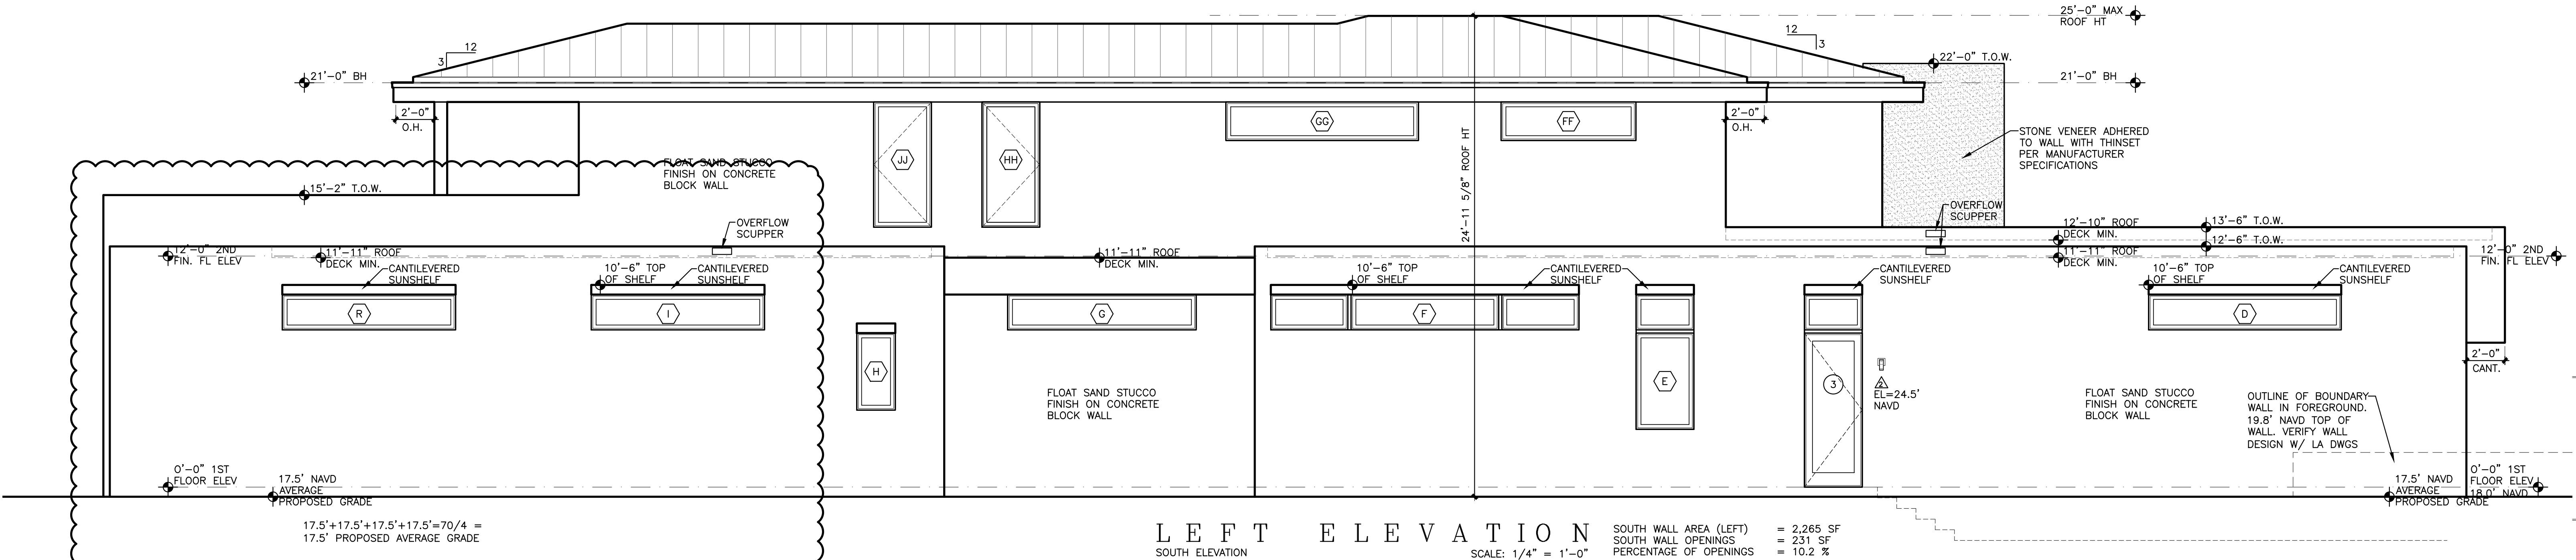 25'-0" MAX
ROOF HT
12
3
12
3
22'-0" T.O.W.
21'-0" BH
21'-0" BH
2'-0"
O.H.
GG
FF
2'-0"
O.H.
24'-11 5/8" ROOF HT
STONE VENEER ADHERED
TO WALL WITH THINSET
PER MANUFACTURER
SPECIFICATIONS
JJ
HH
FLOAT SAND STUCCO
FINISH ON CONCRETE
BLOCK WALL
15'-2" T.O.W.
OVERFLOW
SCUPPER
OVERFLOW
SCUPPER
12'-10" ROOF
DECK MIN.
13'-6" T.O.W.
12'-0" 2ND
FIN. FL ELEV
11'-11" ROOF
DECK MIN.
11'-11" ROOF
DECK MIN.
11'-11" ROOF
DECK MIN.
12'-6" T.O.W.
12'-0" 2ND
FIN. FL ELEV
CANTILEVERED
SUNSHELF
10'-6" TOP
OF SHELF
CANTILEVERED
SUNSHELF
10'-6" TOP
OF SHELF
CANTILEVERED
SUNSHELF
CANTILEVERED
SUNSHELF
10'-6" TOP
OF SHELF
CANTILEVERED
SUNSHELF
R
I
G
F
D
H
E
3
2
EL=24.5'
NAVD
2'-0"
CANT.
FLOAT SAND STUCCO
FINISH ON CONCRETE
BLOCK WALL
FLOAT SAND STUCCO
FINISH ON CONCRETE
BLOCK WALL
OUTLINE OF BOUNDARY
WALL IN FOREGROUND.
19.8' NAVD TOP OF
WALL. VERIFY WALL
DESIGN W/ LA DWGS
0'-0" 1ST
FLOOR ELEV
17.5' NAVD
AVERAGE
PROPOSED GRADE
17.5' NAVD
AVERAGE
PROPOSED GRADE
0'-0" 1ST
FLOOR ELEV
18.0' NAVD
17.5'+17.5'+17.5'+17.5'=70/4 =
17.5' PROPOSED AVERAGE GRADE
LEFT ELEVATION
SOUTH ELEVATION
SCALE: 1/4" = 1'-0"
SOUTH WALL AREA (LEFT) = 2,265 SF
SOUTH WALL OPENINGS = 231 SF
PERCENTAGE OF OPENINGS = 10.2 %